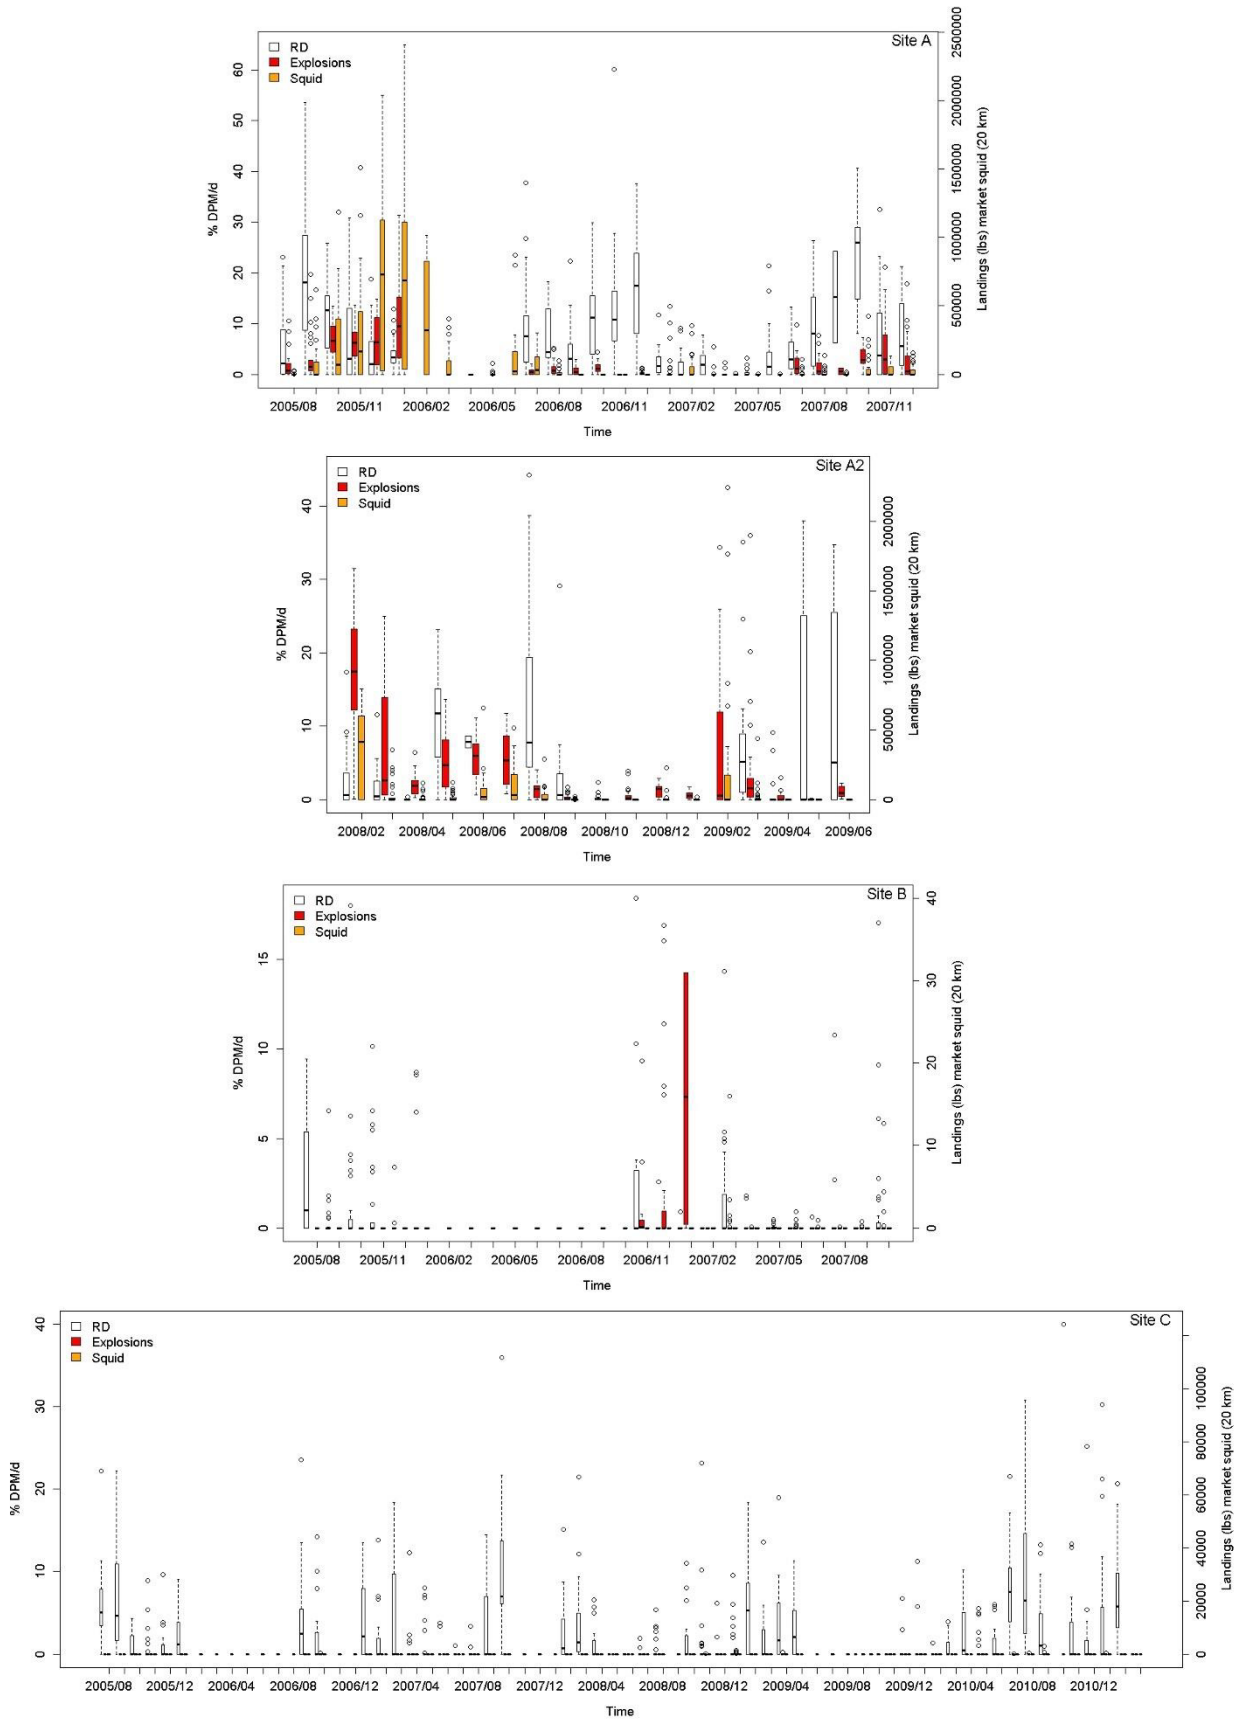 Site A
RD
Explosions
Squid
60
50
40
30
20
10
0
% DPM/d
2500000
2000000
1500000
1000000
500000
0
Landings (lbs) market squid (20 km)
2005/08 2005/11 2006/02 2006/05 2006/08 2006/11 2007/02 2007/05 2007/08 2007/11
Time
Site A2
RD
Explosions
Squid
40
30
20
10
0
% DPM/d
2000000
1500000
1000000
500000
0
Landings (lbs) market squid (20 km)
2008/02 2008/04 2008/06 2008/08 2008/10 2008/12 2009/02 2009/04 2009/06
Time
Site B
RD
Explosions
Squid
15
10
5
0
% DPM/d
40
30
20
10
0
Landings (lbs) market squid (20 km)
2005/08 2005/11 2006/02 2006/05 2006/08 2006/11 2007/02 2007/05 2007/08
Time
Site C
RD
Explosions
Squid
40
30
20
10
0
% DPM/d
100000
80000
60000
40000
20000
0
Landings (lbs) market squid (20 km)
2005/08 2005/12 2006/04 2006/08 2006/12 2007/04 2007/08 2007/12 2008/04 2008/08 2008/12 2009/04 2009/08 2009/12 2010/04 2010/08 2010/12
Time